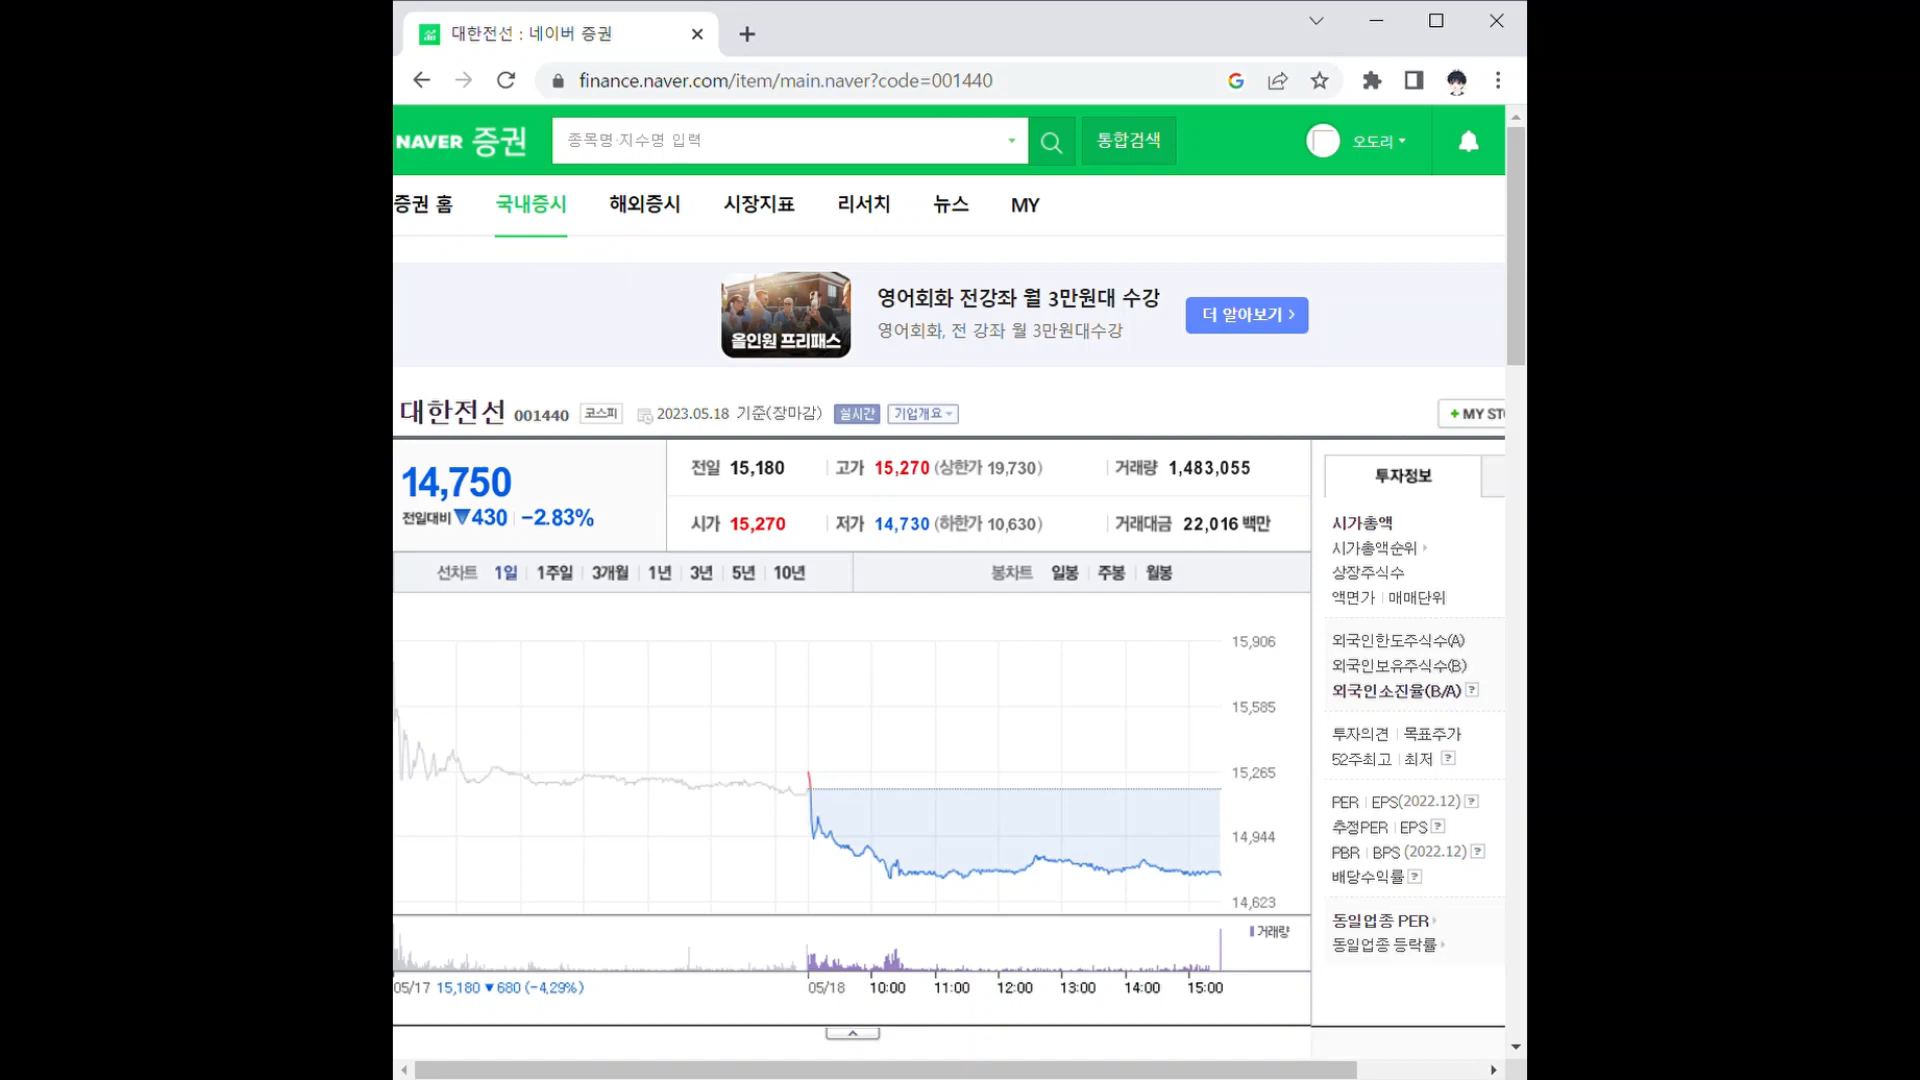 대한전선 : 네이버 증권
finance.naver.com/item/main.naver?code=001440
NAVER 증권
종목명·지수명 입력
통합검색
오도리
증권 홈 국내증시 해외증시 시장지표 리서치 뉴스 MY
올인원 프리패스
영어회화 전강좌 월 3만원대 수강
영어회화, 전 강좌 월 3만원대수강
더 알아보기 >
대한전선 001440 코스피 2023.05.18 기준(장마감) 실시간 기업개요
+ MY STO
14,750
전일대비 ▼430 -2.83%
전일 15,180 고가 15,270 (상한가 19,730) 거래량 1,483,055
시가 15,270 저가 14,730 (하한가 10,630) 거래대금 22,016 백만
선차트 1일 1주일 3개월 1년 3년 5년 10년
봉차트 일봉 주봉 월봉
15,906
15,585
15,265
14,944
14,623
거래량
05/17 15,180 ▼680 (-4,29%)
05/18 10:00 11:00 12:00 13:00 14:00 15:00
투자정보
시가총액
시가총액순위
상장주식수
액면가 | 매매단위
외국인한도주식수(A)
외국인보유주식수(B)
외국인소진율(B/A) ?
투자의견 | 목표주가
52주최고 | 최저 ?
PER | EPS(2022.12) ?
추정PER | EPS ?
PBR | BPS (2022.12) ?
배당수익률 ?
동일업종 PER
동일업종 등락률